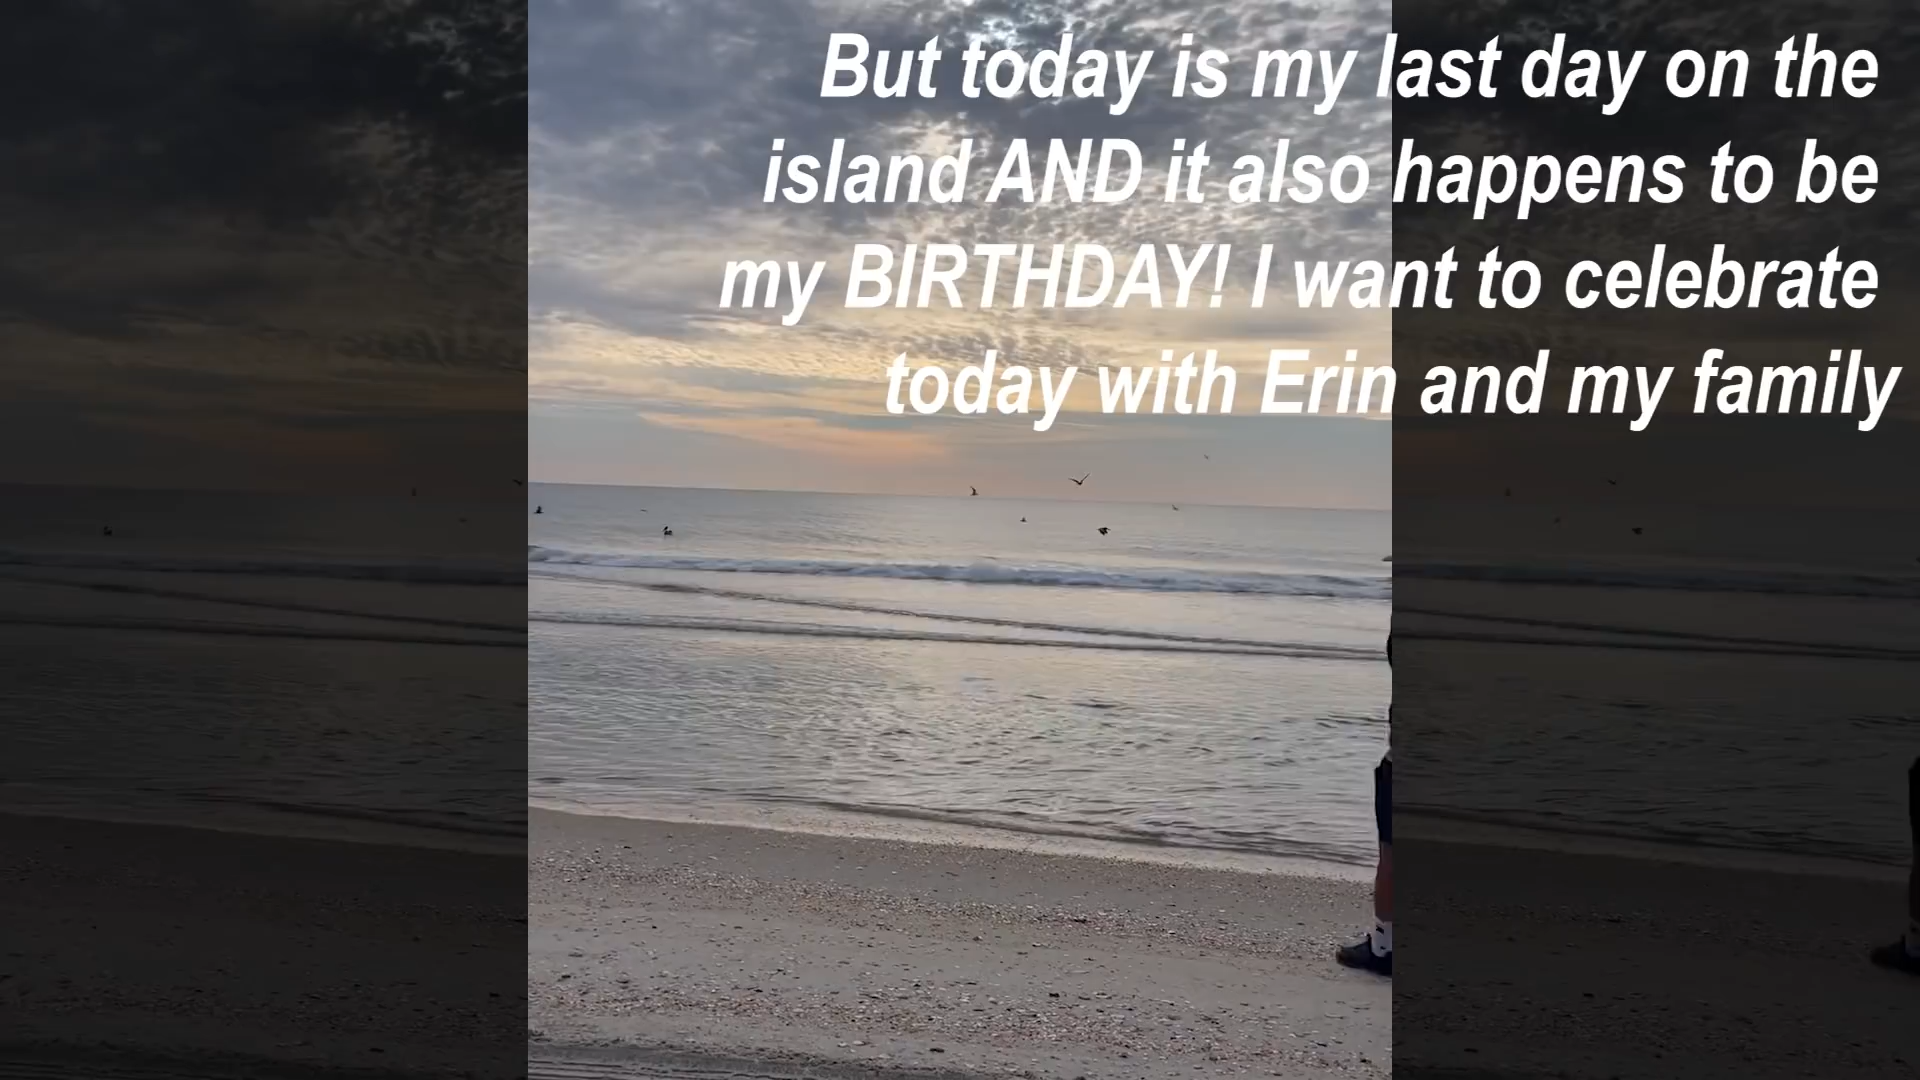 But today is my last day on the
island AND it also happens to be
my BIRTHDAY! I want to celebrate
today with Erin and my family